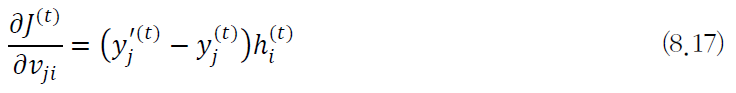 ∂J^(t)/∂v_ji = (y′_j^(t) − y_j^(t))h_i^(t) (8.17)